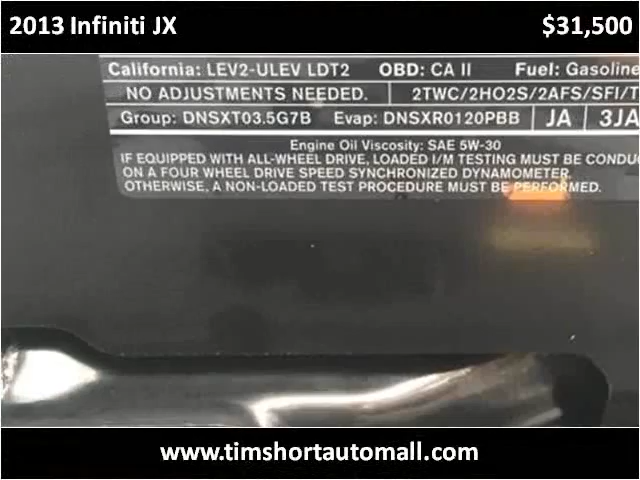 2013 Infiniti JX $31,500
California: LEV2-ULEV LDT2 OBD: CA II Fuel: Gasoline
NO ADJUSTMENTS NEEDED. 2TWC/2HO2S/2AFS/SFI/T
Group: DNSXT03.5G7B Evap: DNSXR0120PBB JA 3JA
Engine Oil Viscosity: SAE 5W-30
IF EQUIPPED WITH ALL-WHEEL DRIVE, LOADED I/M TESTING MUST BE CONDU
ON A FOUR WHEEL DRIVE SPEED SYNCHRONIZED DYNAMOMETER,
OTHERWISE, A NON-LOADED TEST PROCEDURE MUST BE PERFORMED.
www.timshortautomall.com